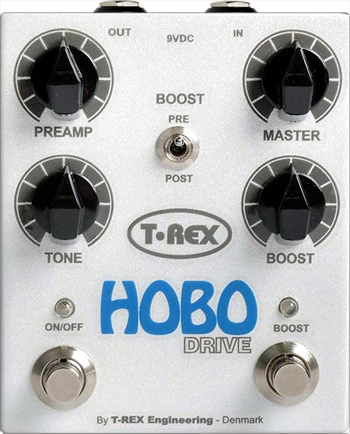 OUT 9VDC IN
BOOST
PREAMP PRE MASTER
POST
T-REX
TONE BOOST
HOBO
ON/OFF DRIVE BOOST
By T-REX Engineering - Denmark